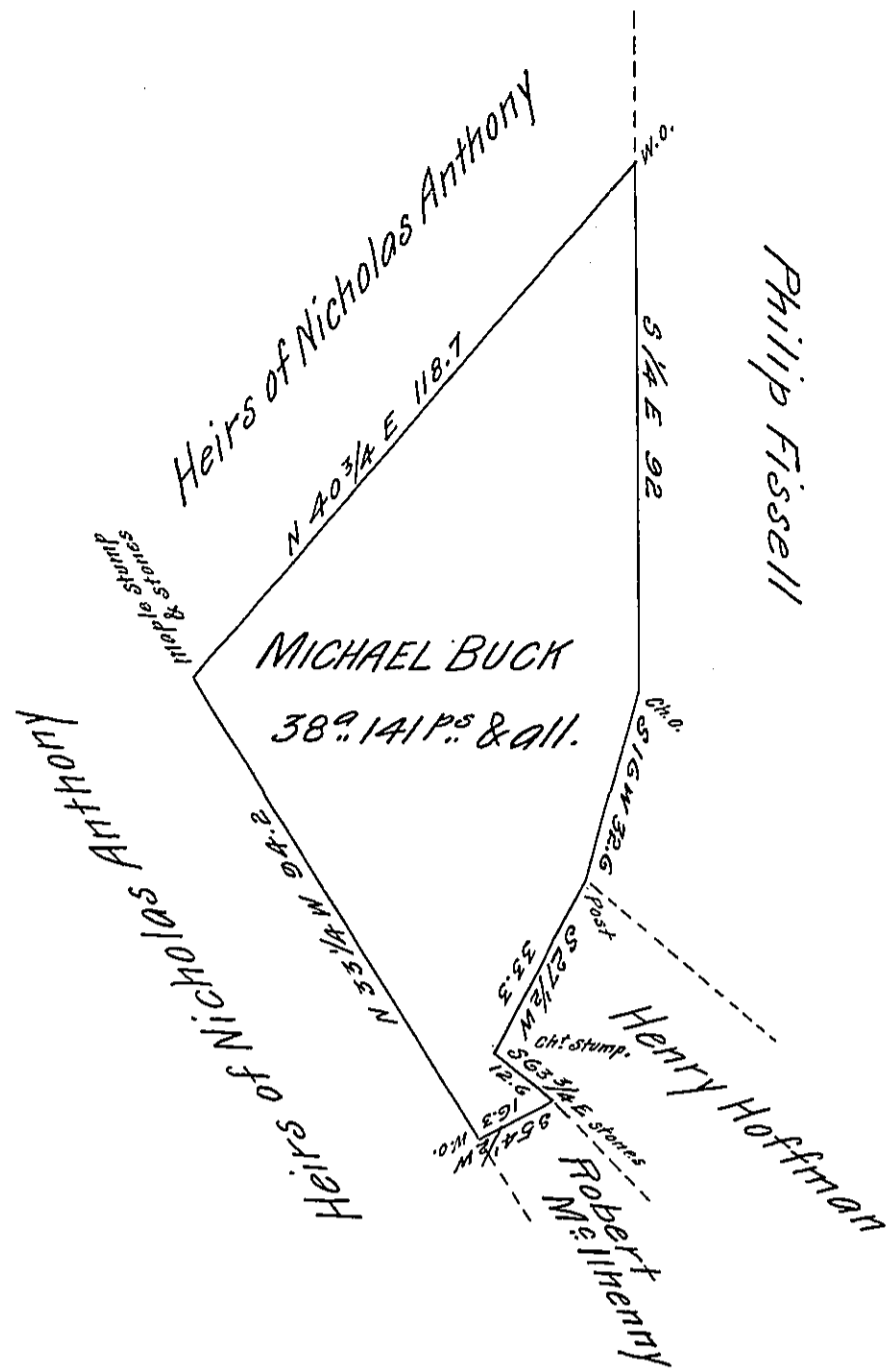 Heirs of Nicholas Anthony
W.O.
Philip Fissell
S 1/4 E 92
N 40 3/4 E 118.7
Maple Stump
& Stones
MICHAEL BUCK
38a.. 141 Ps.. & all.
Ch.O.
S 16 W 32.6
Post
S 27 1/2 W
33.3
Henry Hoffman
Cht Stump.
S 63 3/4 E
12.6
stones
16.3
S 54 1/2 W
W.O.
Robert
McIlhenny
N 33 1/4 W 94.2
Heirs of Nicholas Anthony